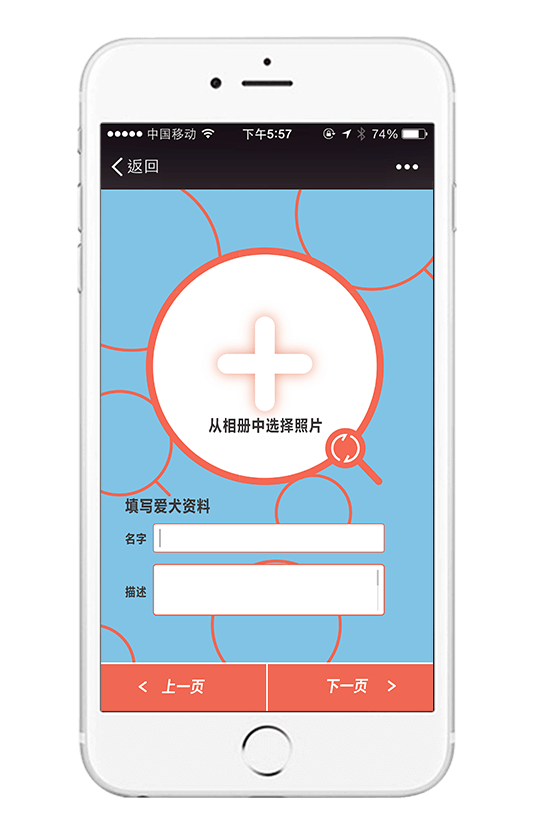 中国移动 下午5:57 74%
返回
从相册中选择照片
填写爱犬资料
名字
描述
< 上一页 下一页 >